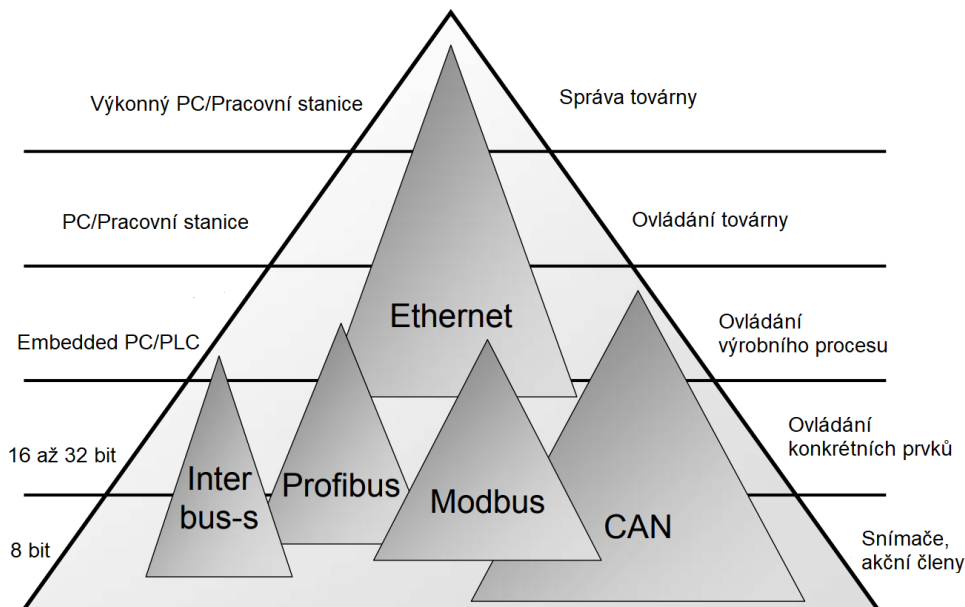 Výkonný PC/Pracovní stanice
Správa továrny
PC/Pracovní stanice
Ovládání továrny
Ethernet
Embedded PC/PLC
Ovládání
výrobního procesu
16 až 32 bit
Ovládání
konkrétních prvků
Inter
bus-s
Profibus
Modbus
CAN
8 bit
Snímače,
akční členy